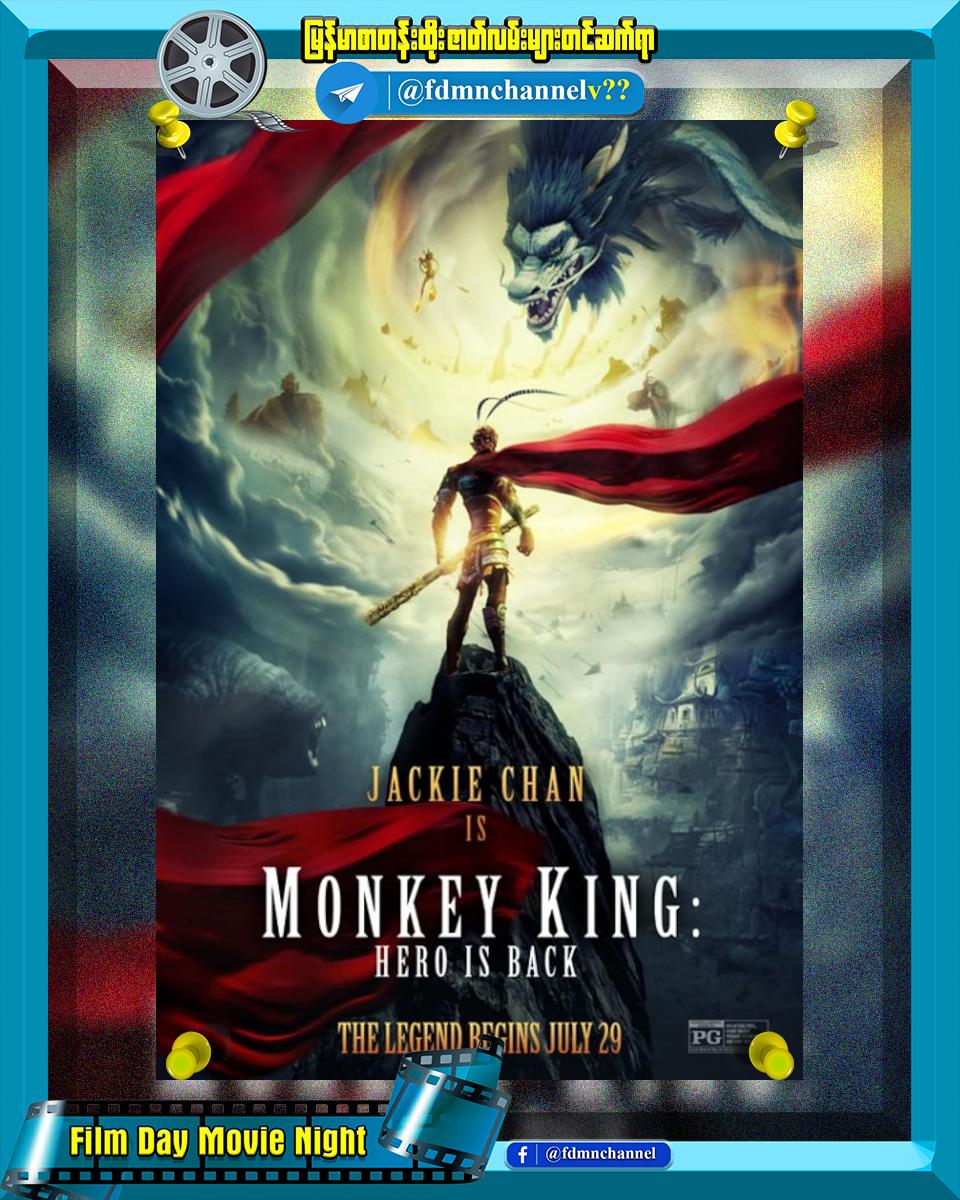 မြန်မာစာတန်းထိုးဇာတ်လမ်းများတင်ဆက်ရာ
@fdmnchannelv??
JACKIE CHAN
IS
MONKEY KING:
HERO IS BACK
THE LEGEND BEGINS JULY 29
PG
Film Day Movie Night
@fdmnchannel